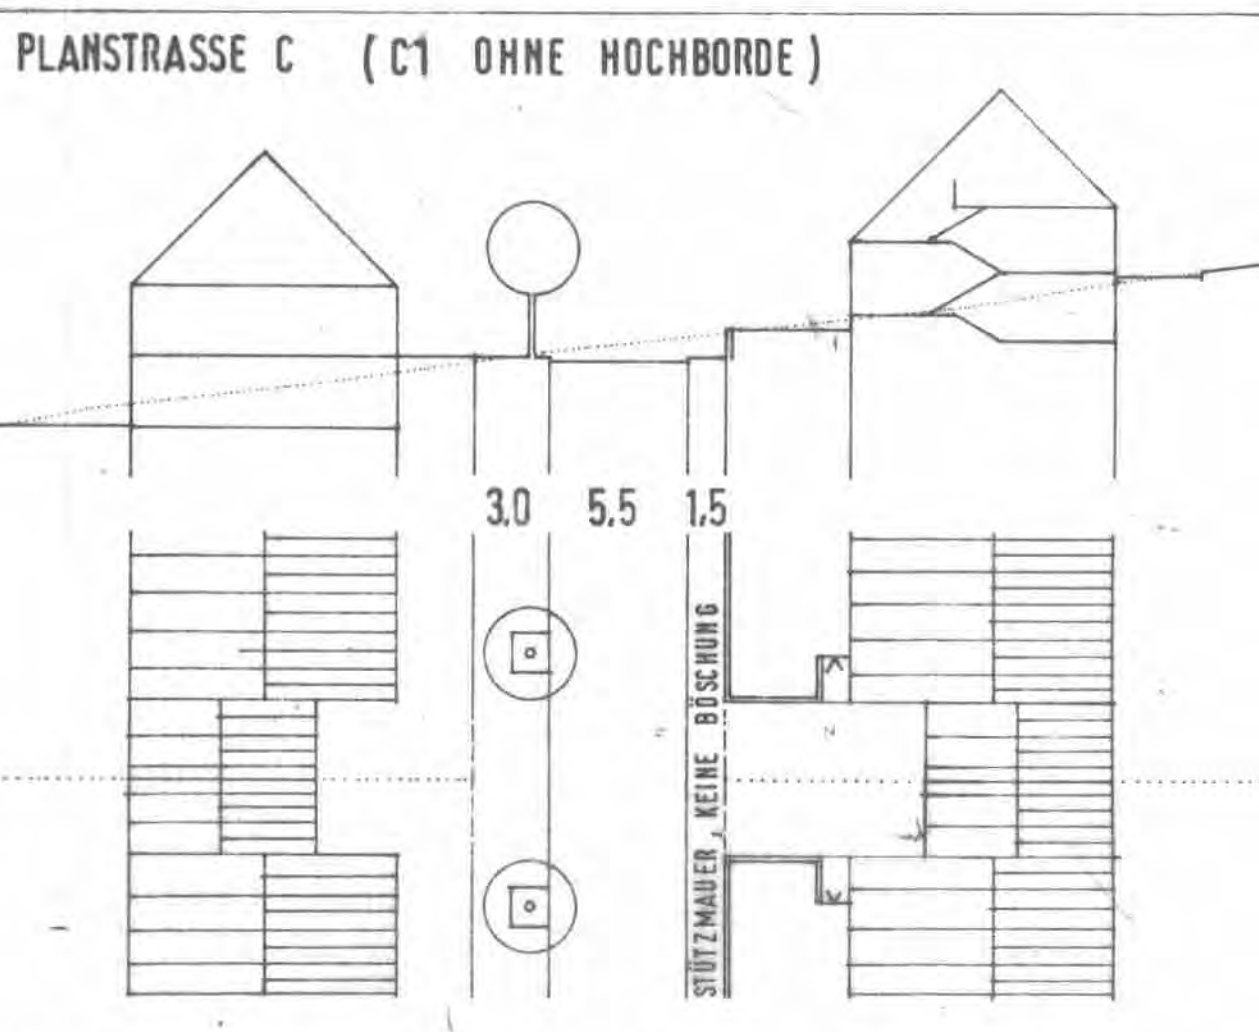 PLANSTRASSE C (C1 OHNE HOCHBORDE)
3.0 5.5 1.5
STÜTZMAUER, KEINE BÖSCHUNG